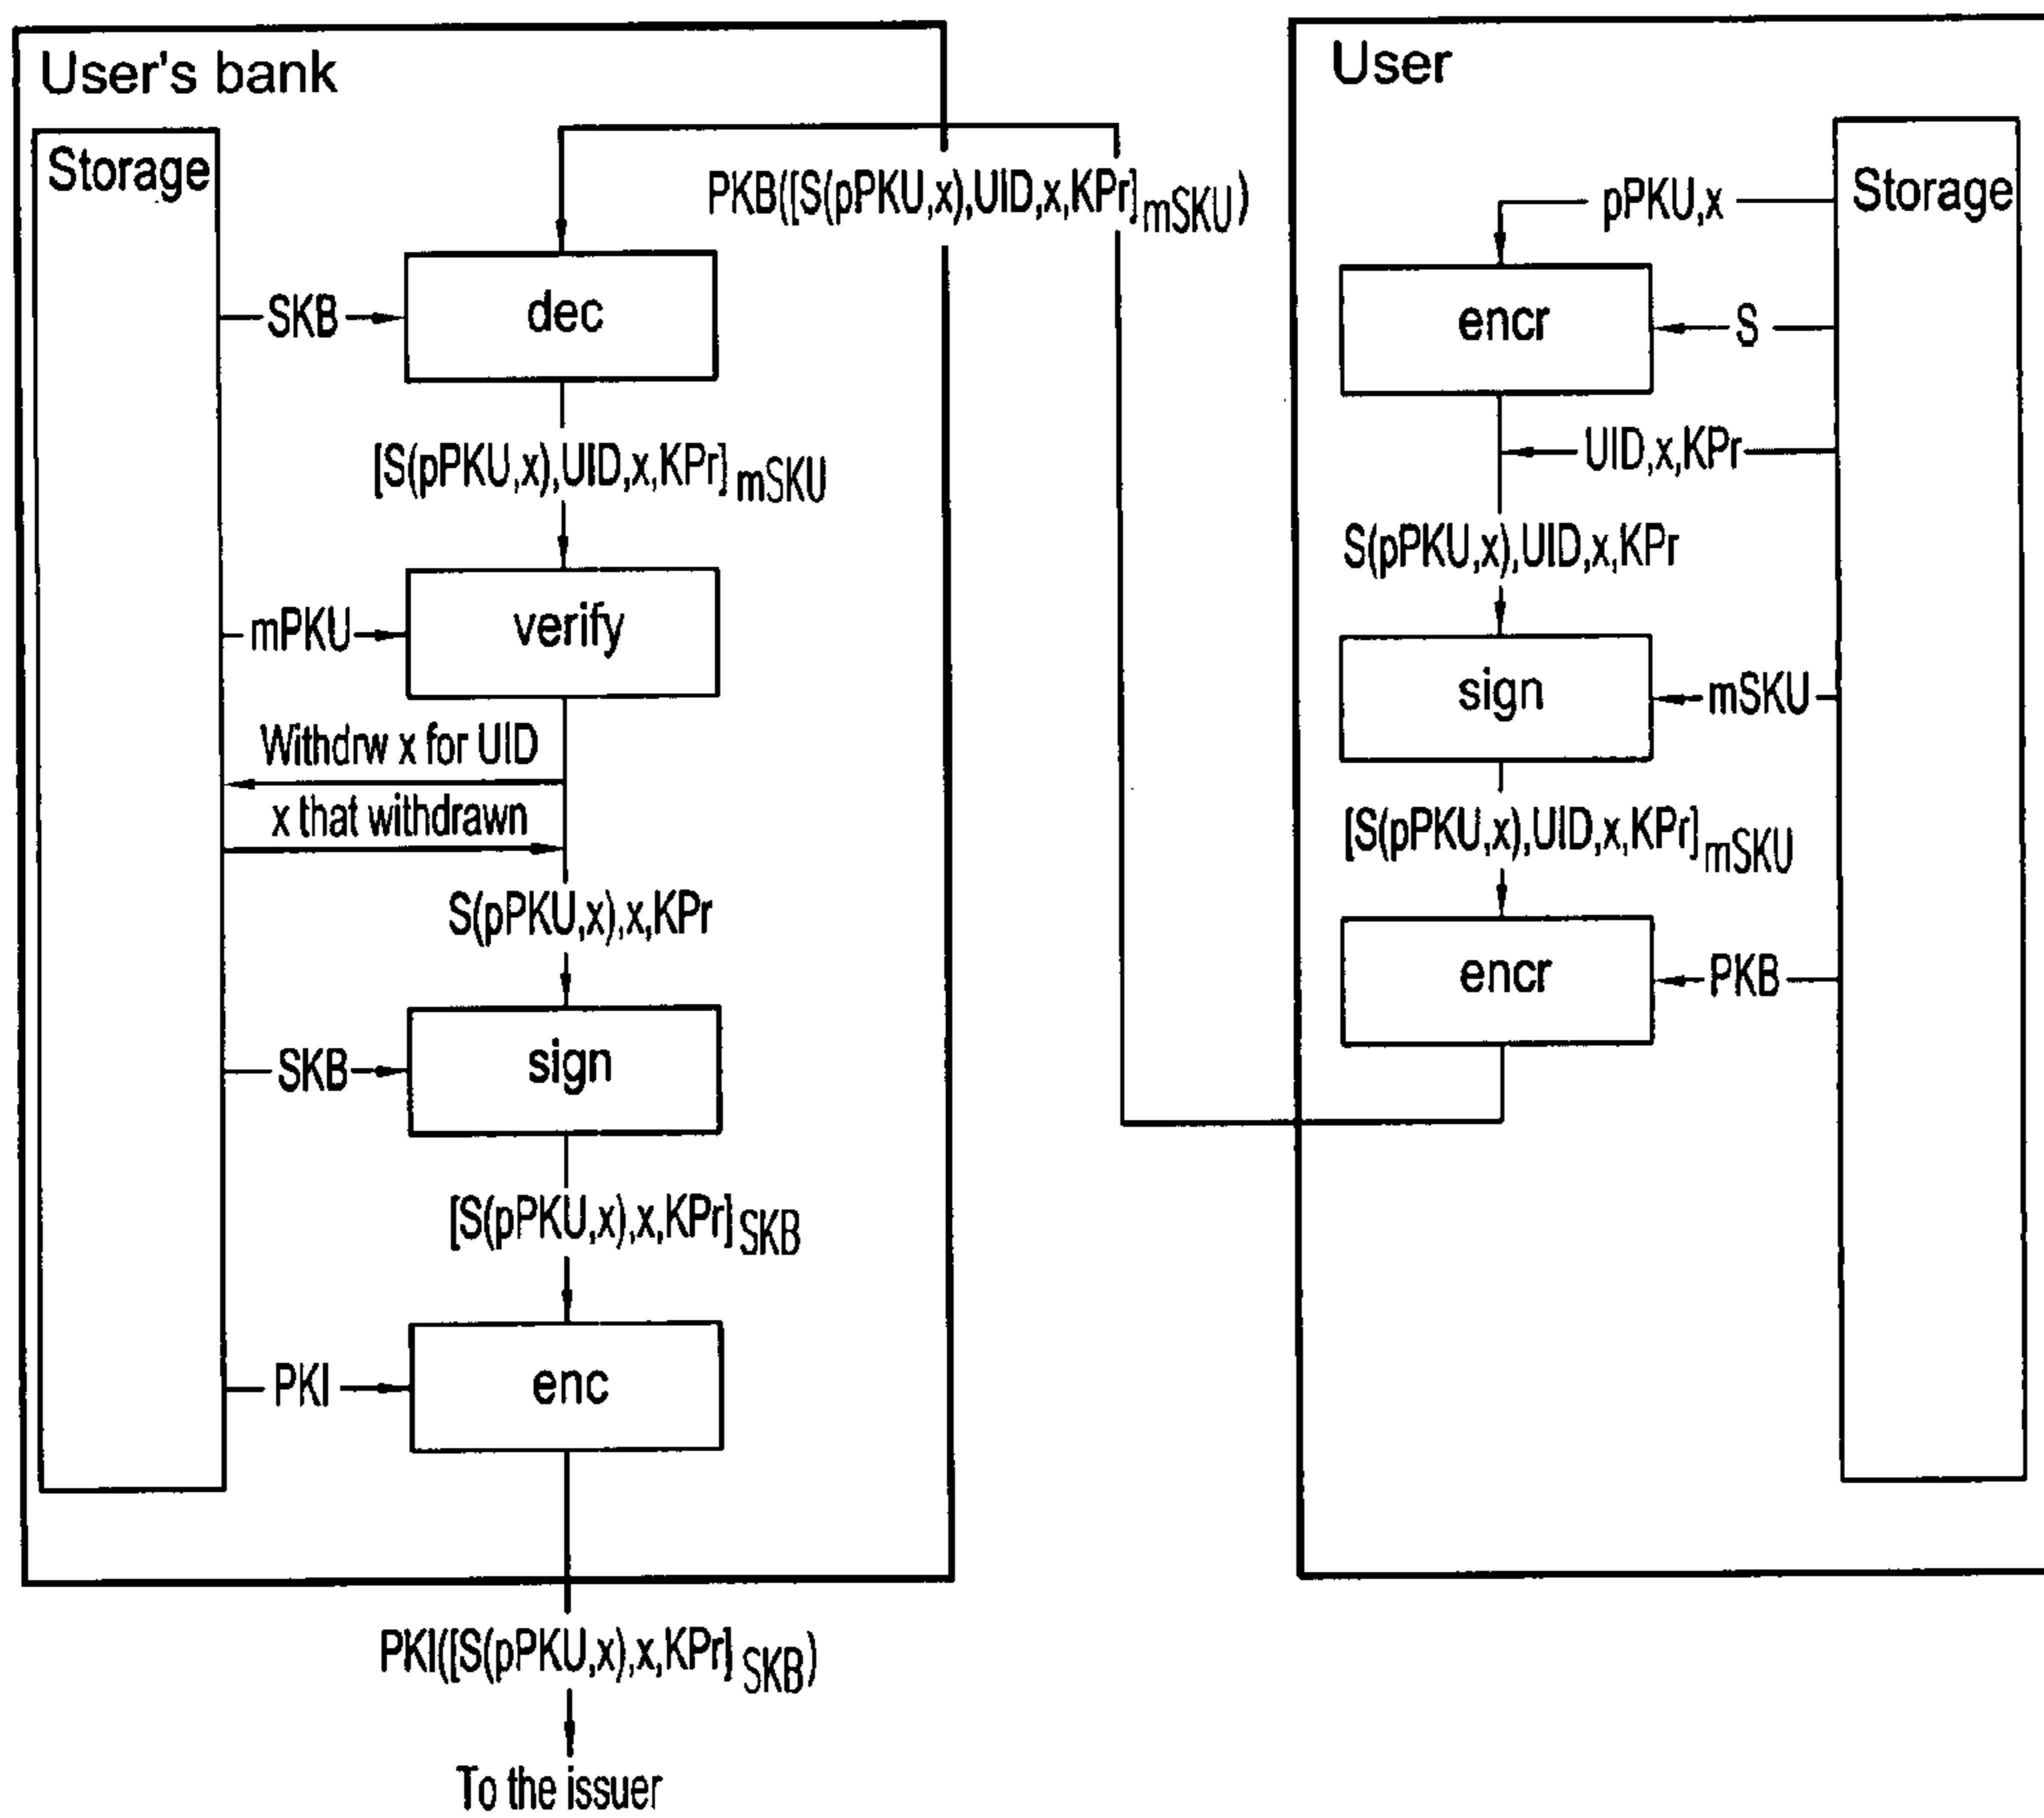 User's bank
Storage
PKB([S(pPKU,x),UID,x,KPr]mSKU)
SKB
dec
[S(pPKU,x),UID,x,KPr]mSKU
mPKU
verify
Withdrw x for UID
x that withdrawn
S(pPKU,x),x,KPr
SKB
sign
[S(pPKU,x),x,KPr]SKB
PKI
enc
PKI([S(pPKU,x),x,KPr]SKB)
To the issuer
User
Storage
pPKU,x
encr
S
UID,x,KPr
S(pPKU,x),UID,x,KPr
sign
mSKU
[S(pPKU,x),UID,x,KPr]mSKU
encr
PKB